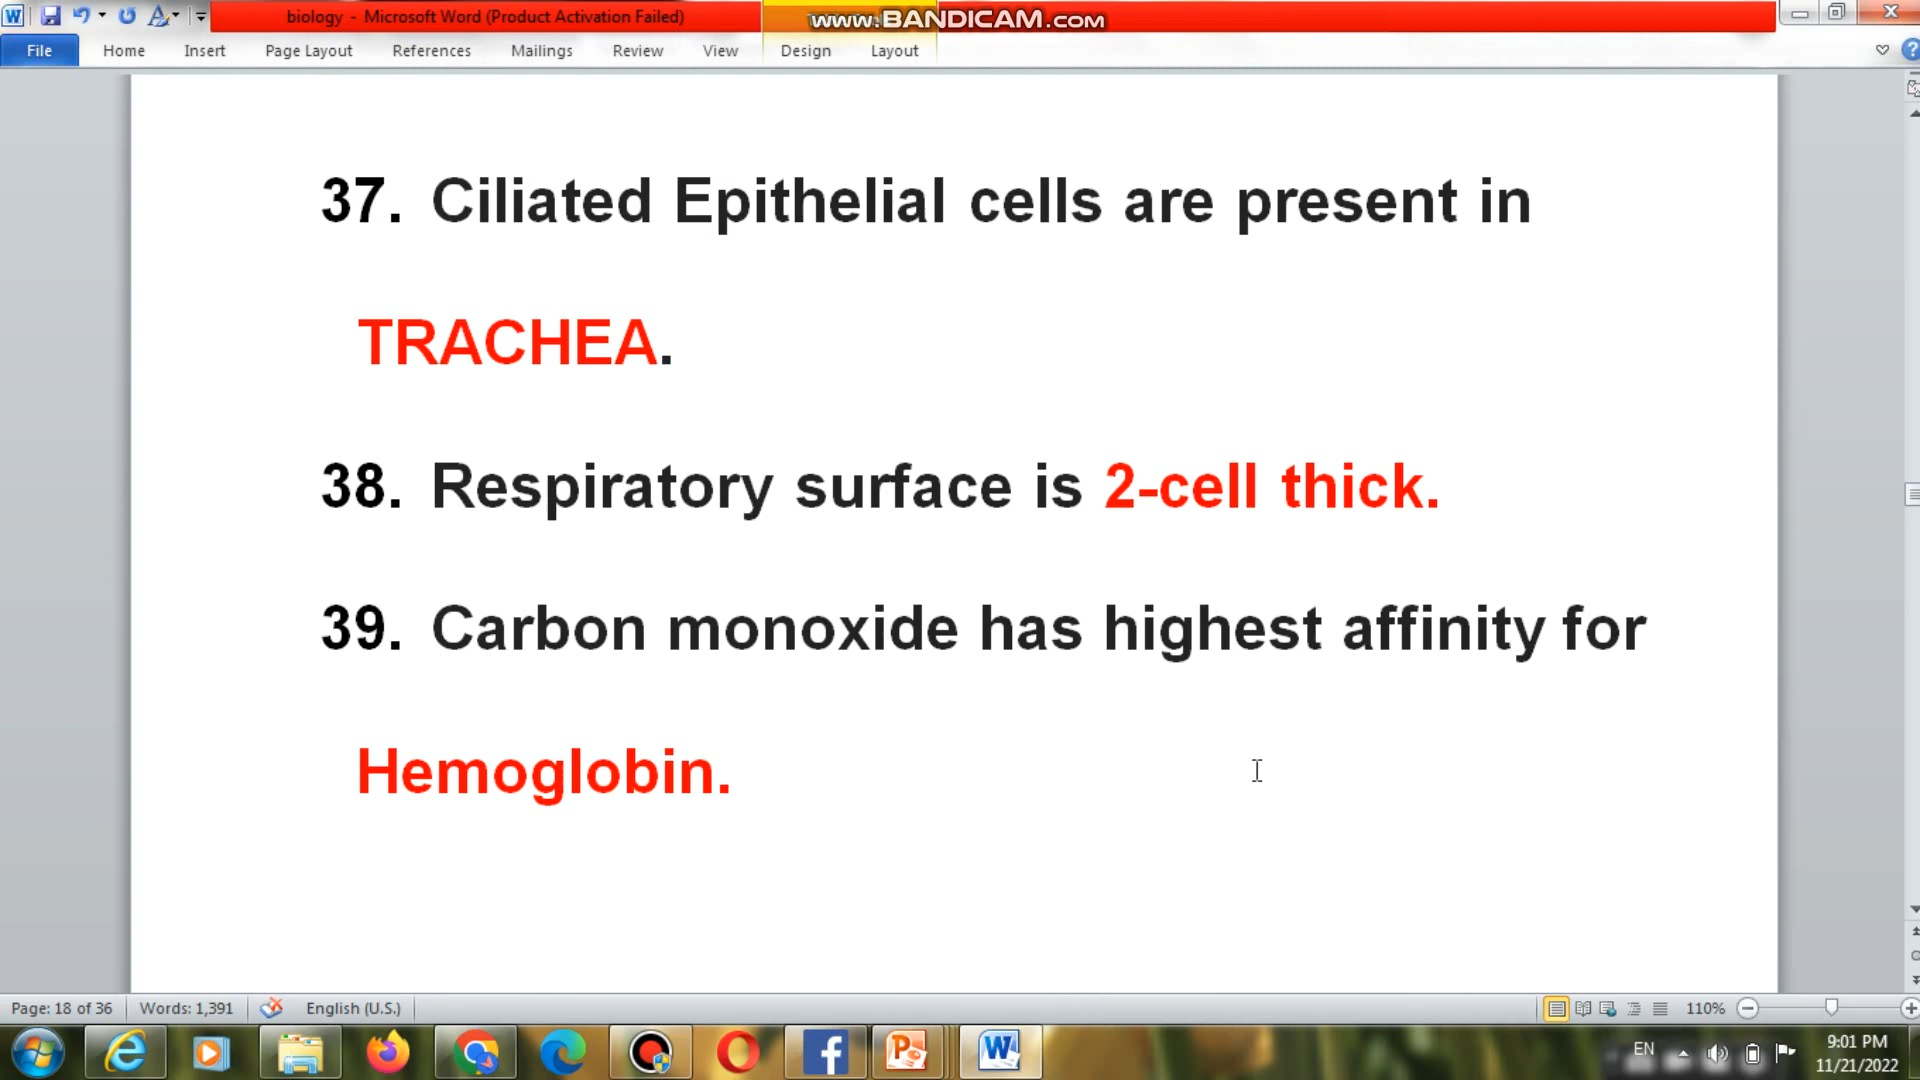 biology - Microsoft Word (Product Activation Failed)
www.BANDICAM.com
File Home Insert Page Layout References Mailings Review View Design Layout
37. Ciliated Epithelial cells are present in
TRACHEA.
38. Respiratory surface is 2-cell thick.
39. Carbon monoxide has highest affinity for
Hemoglobin.
Page: 18 of 36 Words: 1,391 English (U.S.) 110%
EN 9:01 PM
11/21/2022